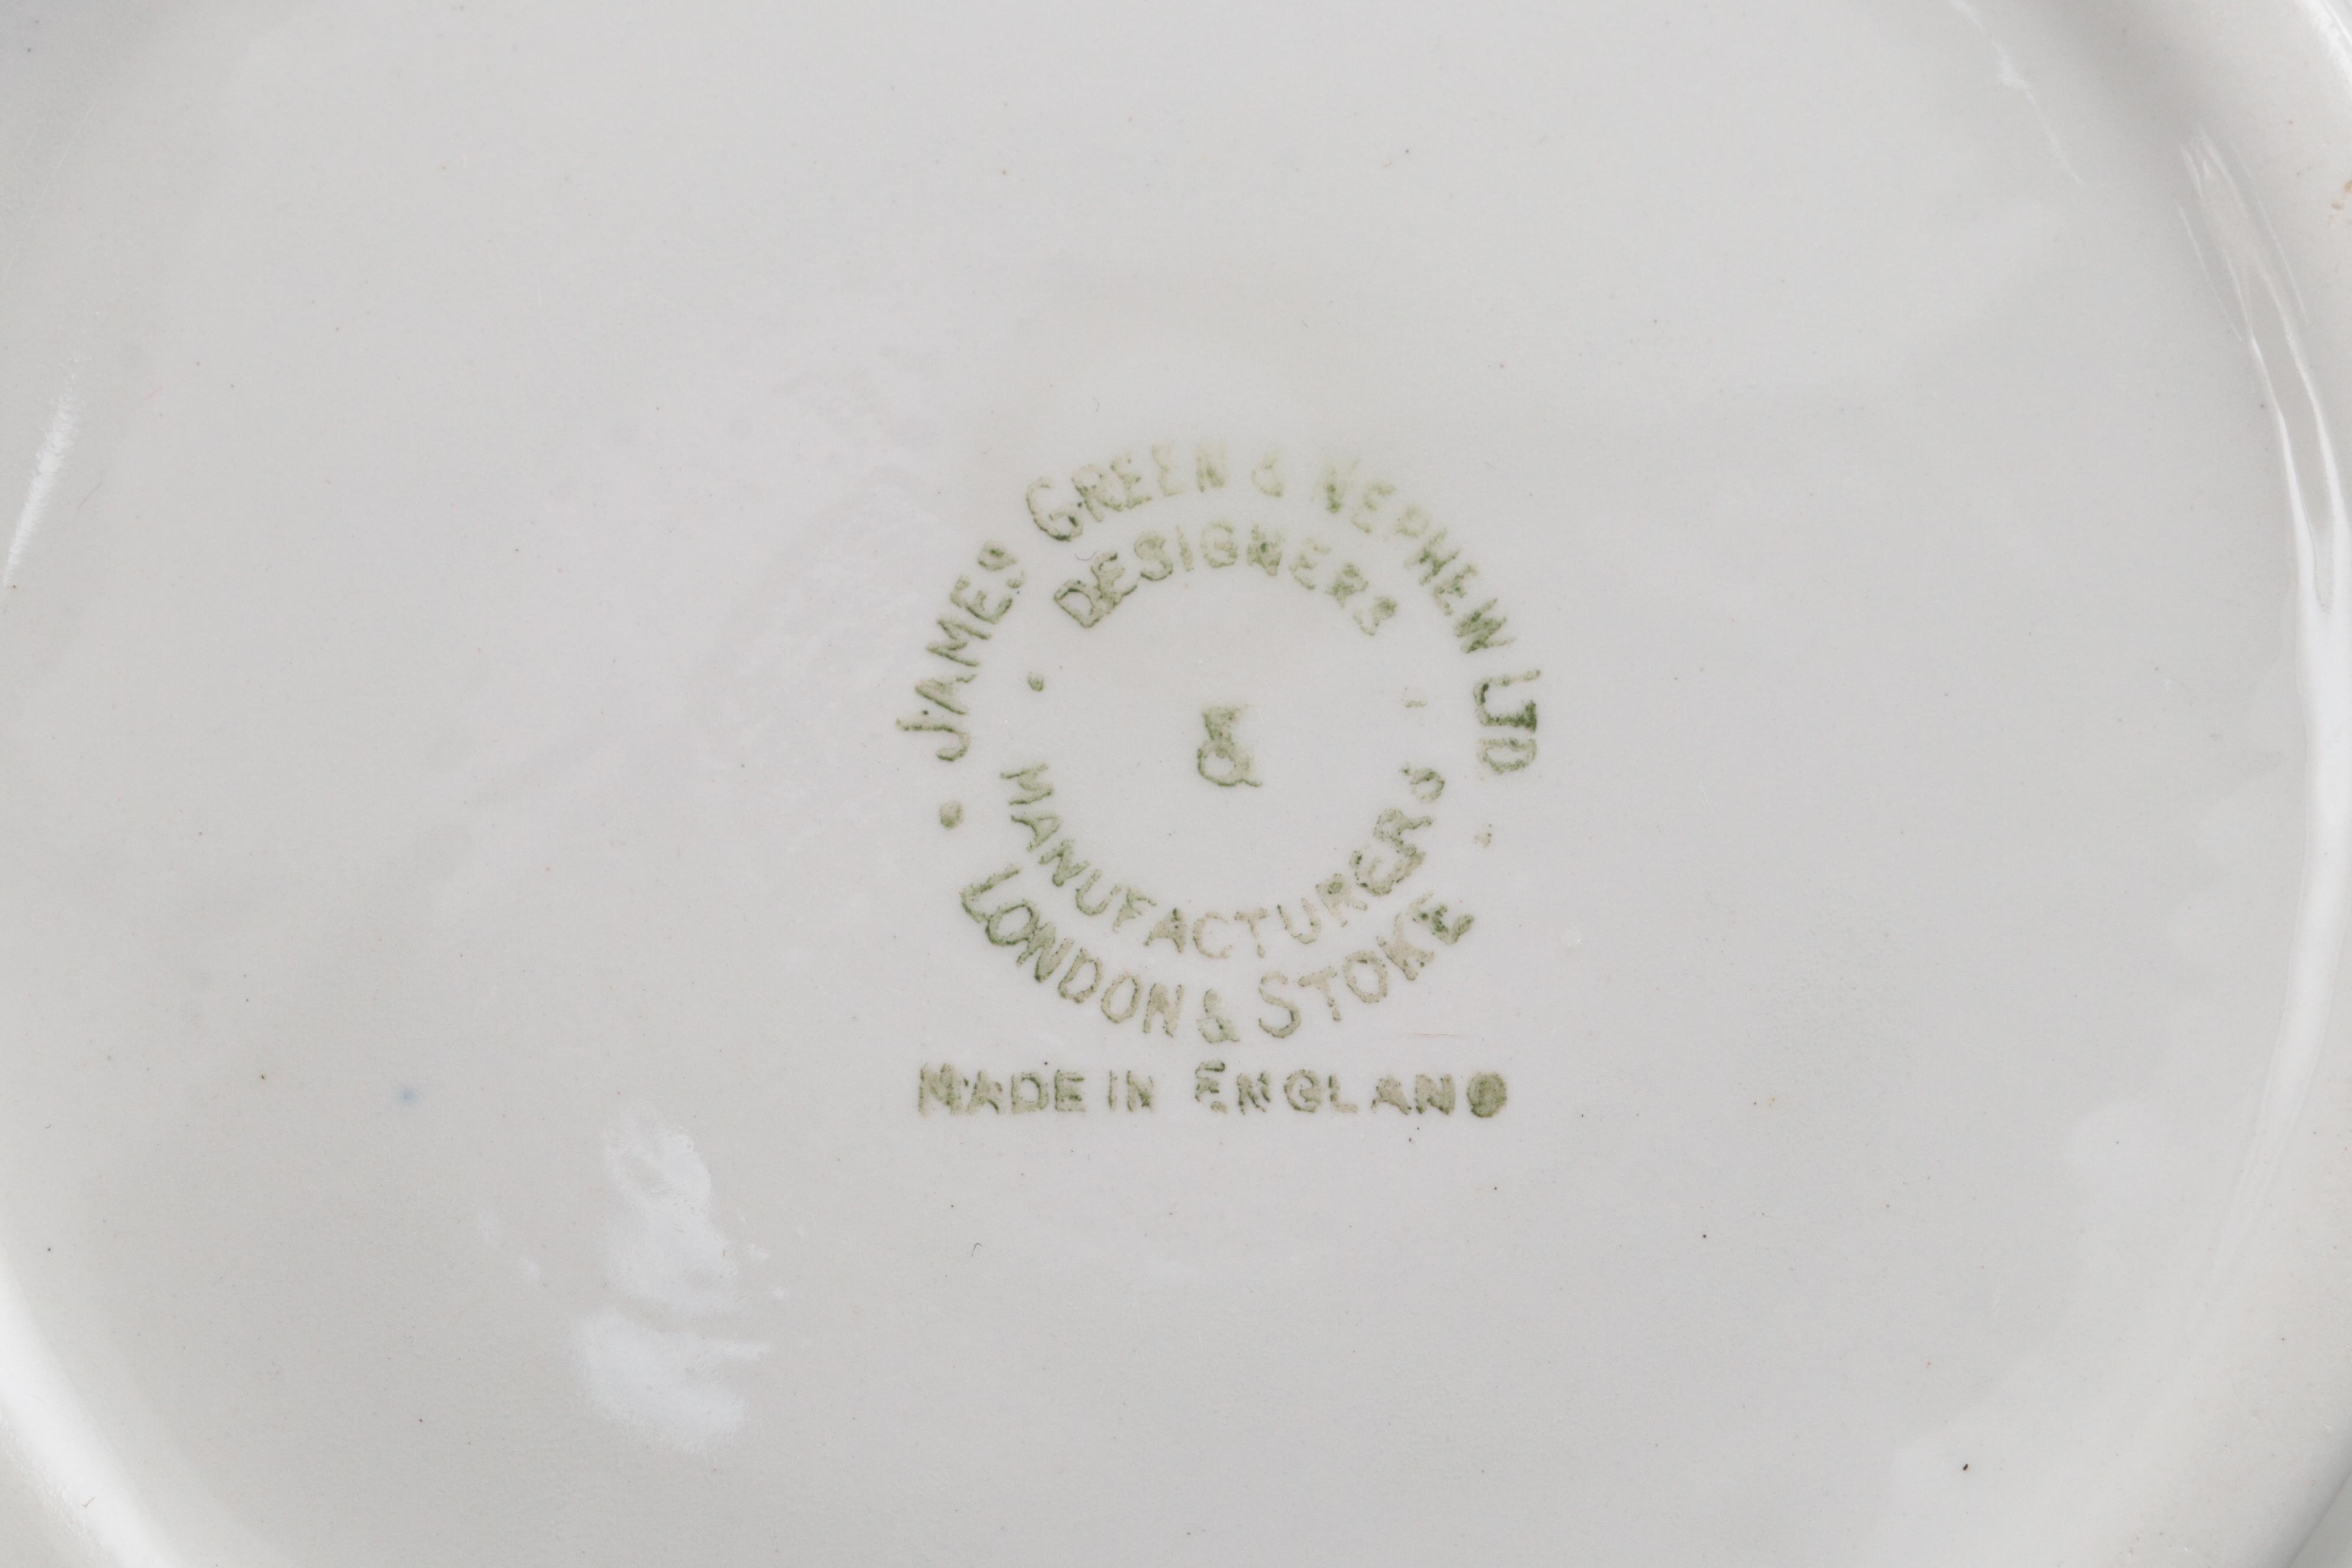 JAMES GREEN & NEPHEW LTD
DESIGNERS
&
MANUFACTURERS
LONDON & STOKE
MADE IN ENGLAND